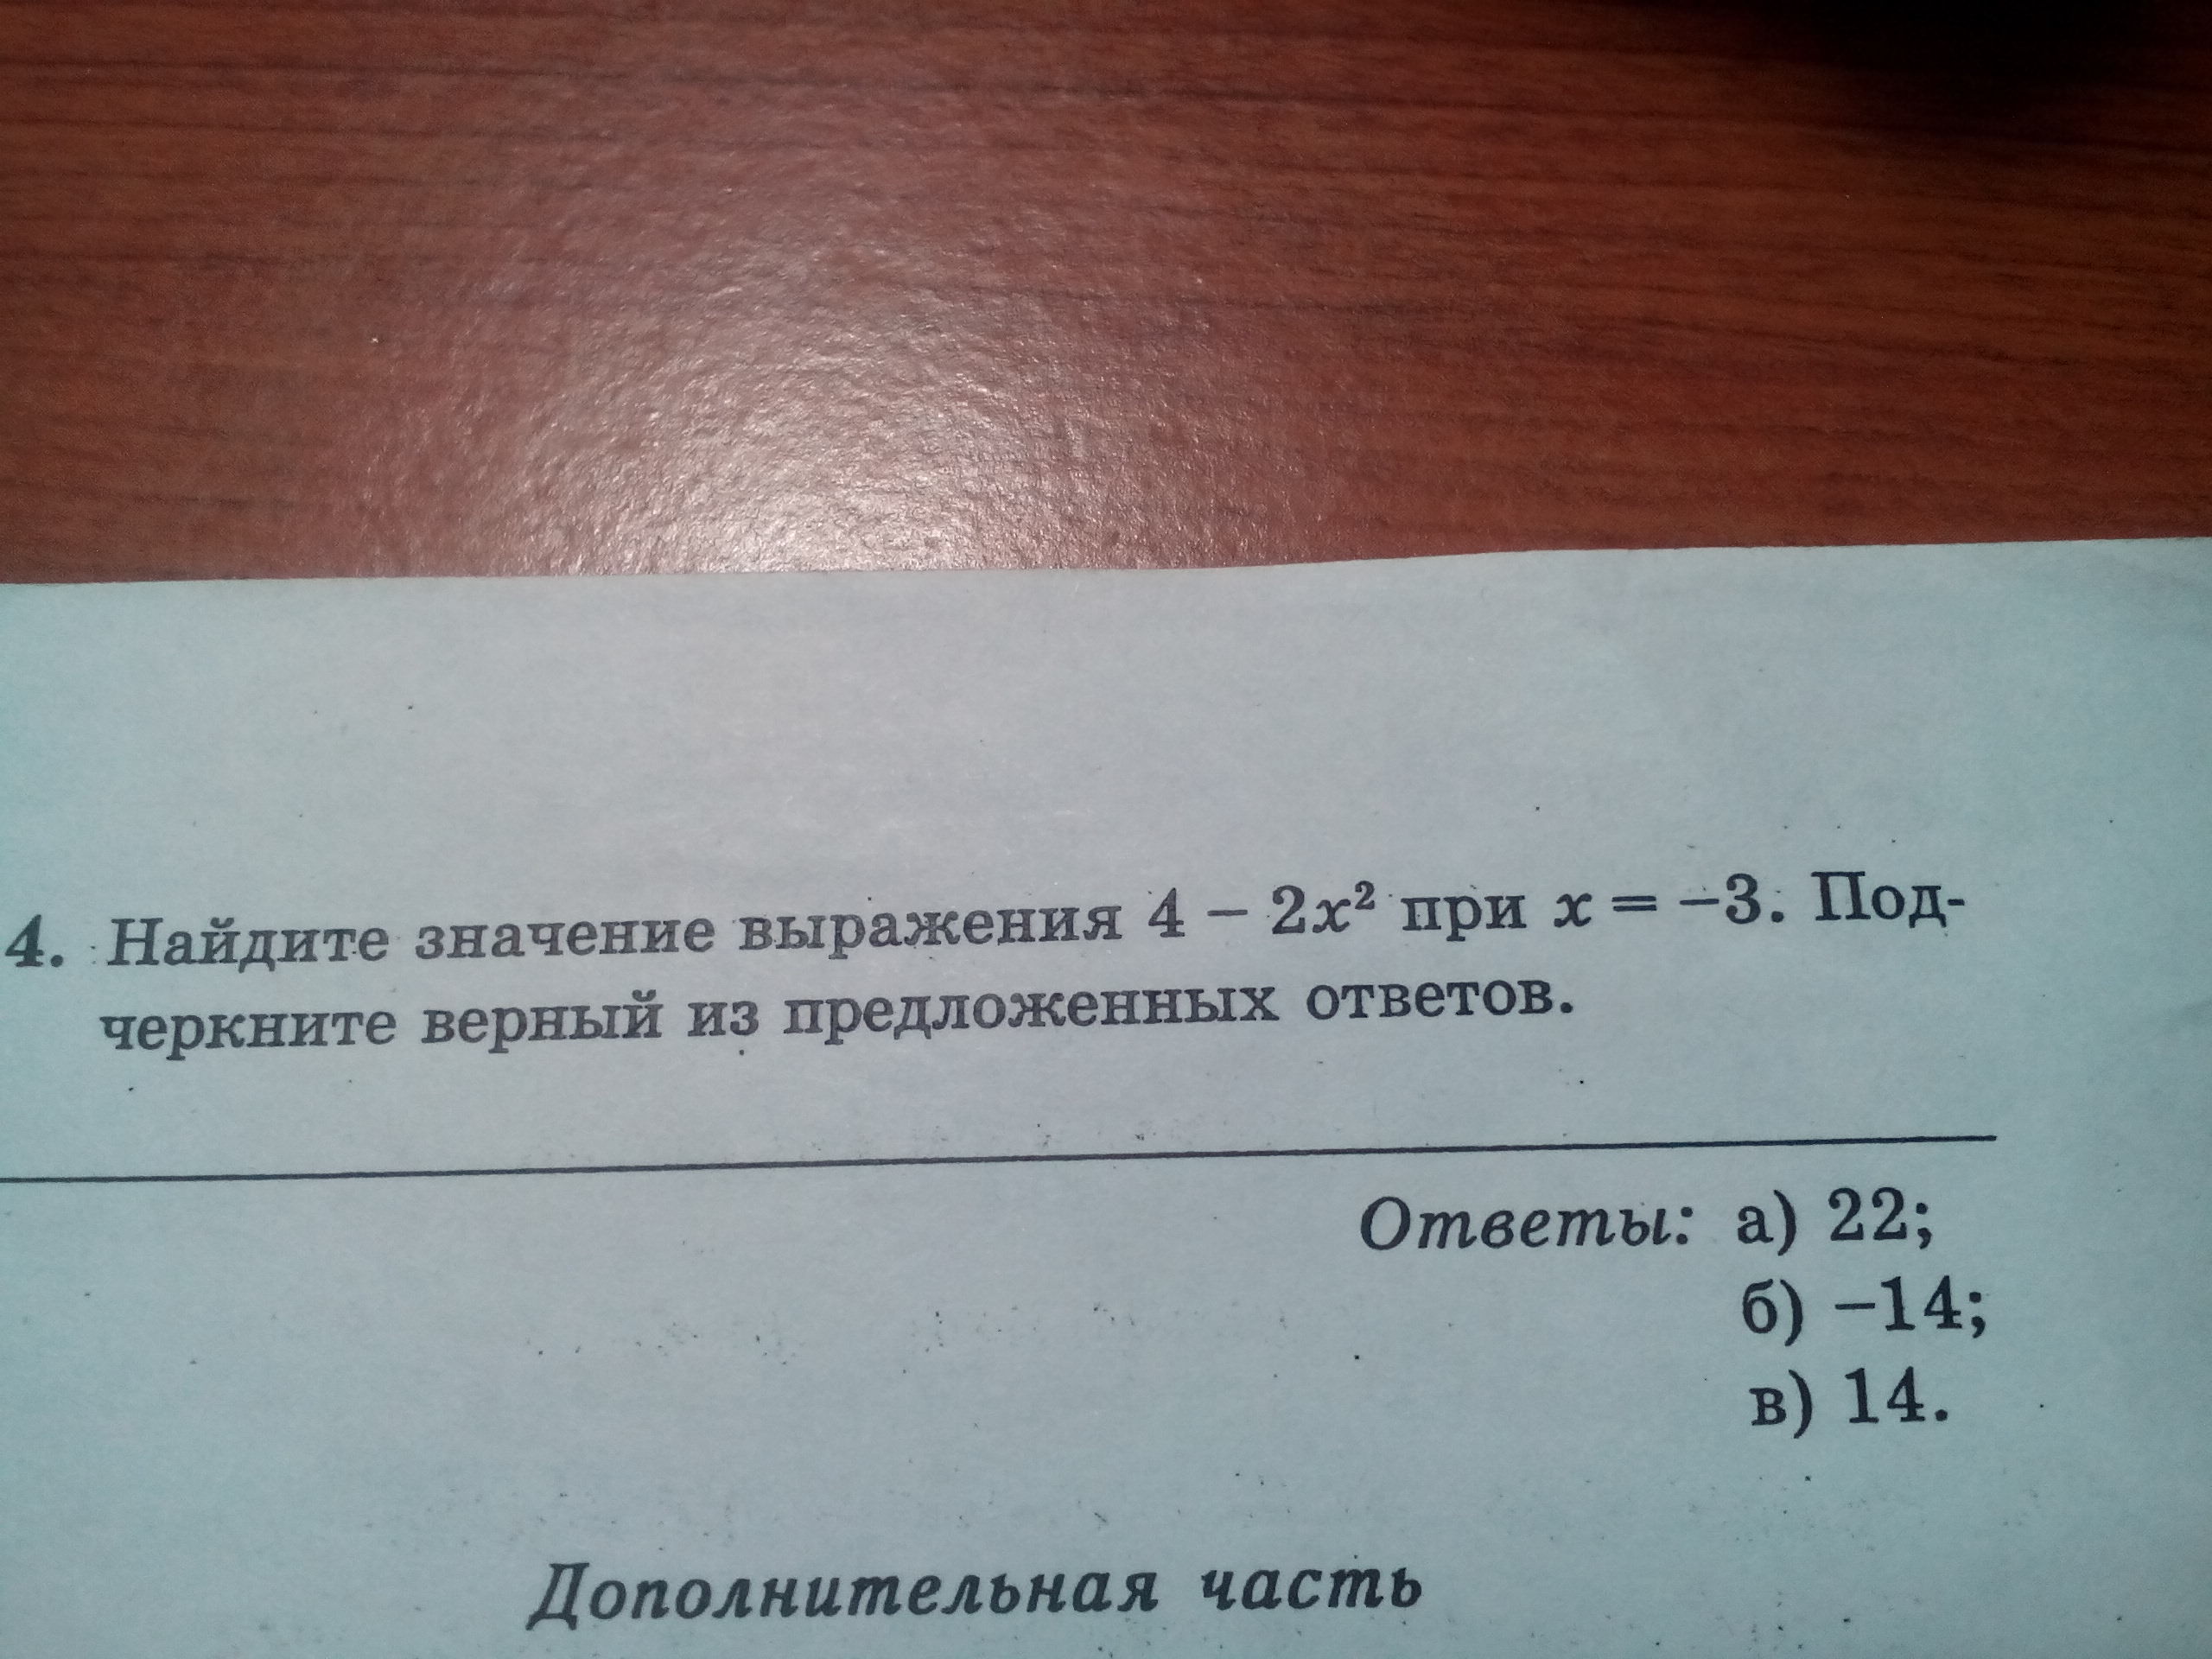 4. Найдите значение выражения 4 − 2x² при x = −3. Под-
черкните верный из предложенных ответов.
Ответы: а) 22;
б) −14;
в) 14.
Дополнительная часть